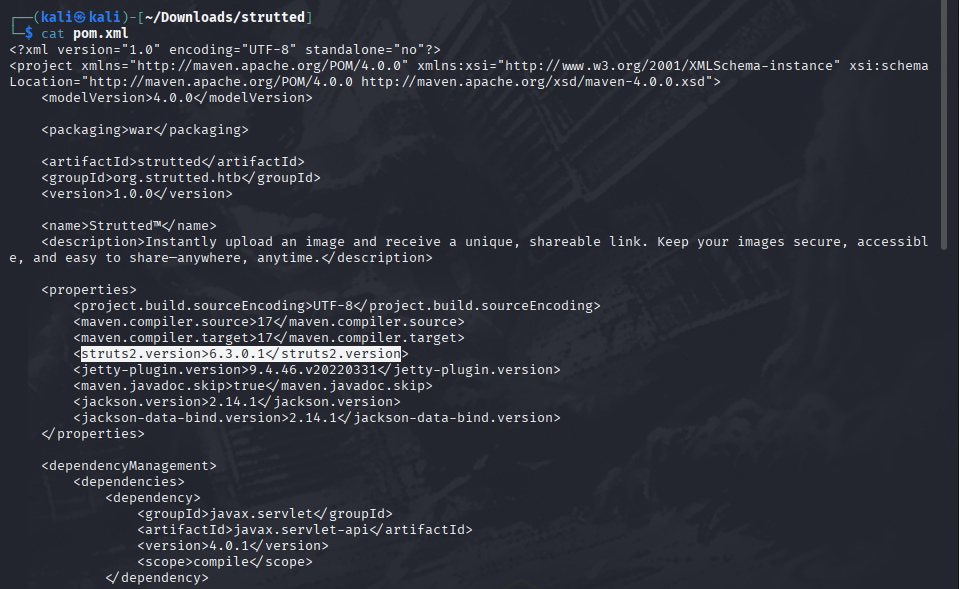 ┌──(kali㉿kali)-[~/Downloads/strutted]
└─$ cat pom.xml
<?xml version="1.0" encoding="UTF-8" standalone="no"?>
<project xmlns="http://maven.apache.org/POM/4.0.0" xmlns:xsi="http://www.w3.org/2001/XMLSchema-instance" xsi:schema
Location="http://maven.apache.org/POM/4.0.0 http://maven.apache.org/xsd/maven-4.0.0.xsd">
    <modelVersion>4.0.0</modelVersion>

    <packaging>war</packaging>

    <artifactId>strutted</artifactId>
    <groupId>org.strutted.htb</groupId>
    <version>1.0.0</version>

    <name>Strutted™</name>
    <description>Instantly upload an image and receive a unique, shareable link. Keep your images secure, accessibl
e, and easy to share—anywhere, anytime.</description>

    <properties>
        <project.build.sourceEncoding>UTF-8</project.build.sourceEncoding>
        <maven.compiler.source>17</maven.compiler.source>
        <maven.compiler.target>17</maven.compiler.target>
        <struts2.version>6.3.0.1</struts2.version>
        <jetty-plugin.version>9.4.46.v20220331</jetty-plugin.version>
        <maven.javadoc.skip>true</maven.javadoc.skip>
        <jackson.version>2.14.1</jackson.version>
        <jackson-data-bind.version>2.14.1</jackson-data-bind.version>
    </properties>

    <dependencyManagement>
        <dependencies>
            <dependency>
                <groupId>javax.servlet</groupId>
                <artifactId>javax.servlet-api</artifactId>
                <version>4.0.1</version>
                <scope>compile</scope>
            </dependency>